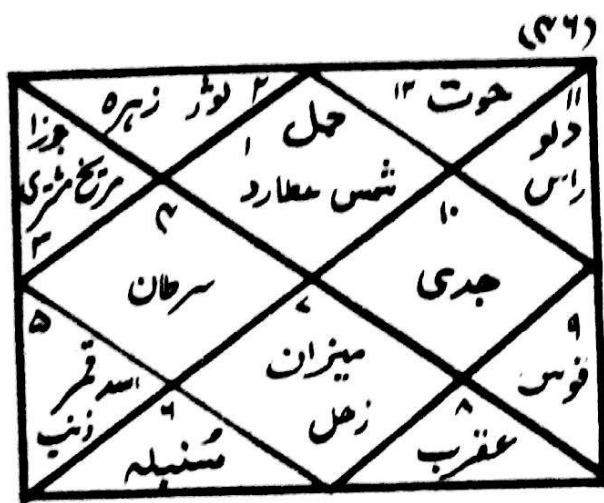 (۴۶)
۲ ثور زہرہ
۱۲ حوت
۱۱
دلو
راس
حمل
۱
شمس عطارد
جوزا
مریخ مشتری
۳
۴
سرطان
۱۰
جدی
۵
اسد قمر
ذنب
۷
میزان
زحل
۹
قوس
۶
سُنبلہ
۸
عقرب